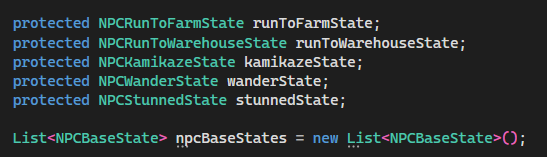 protected NPCRunToFarmState runToFarmState;
protected NPCRunToWarehouseState runToWarehouseState;
protected NPCKamikazeState kamikazeState;
protected NPCWanderState wanderState;
protected NPCStunnedState stunnedState;
List<NPCBaseState> npcBaseStates = new List<NPCBaseState>();